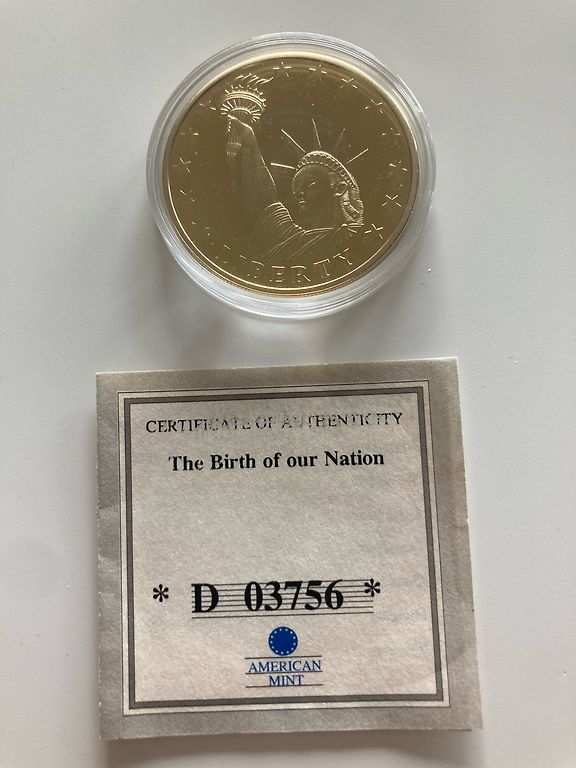 LIBERTY
CERTIFICATE OF AUTHENTICITY
The Birth of our Nation
* D 03756 *
AMERICAN
MINT